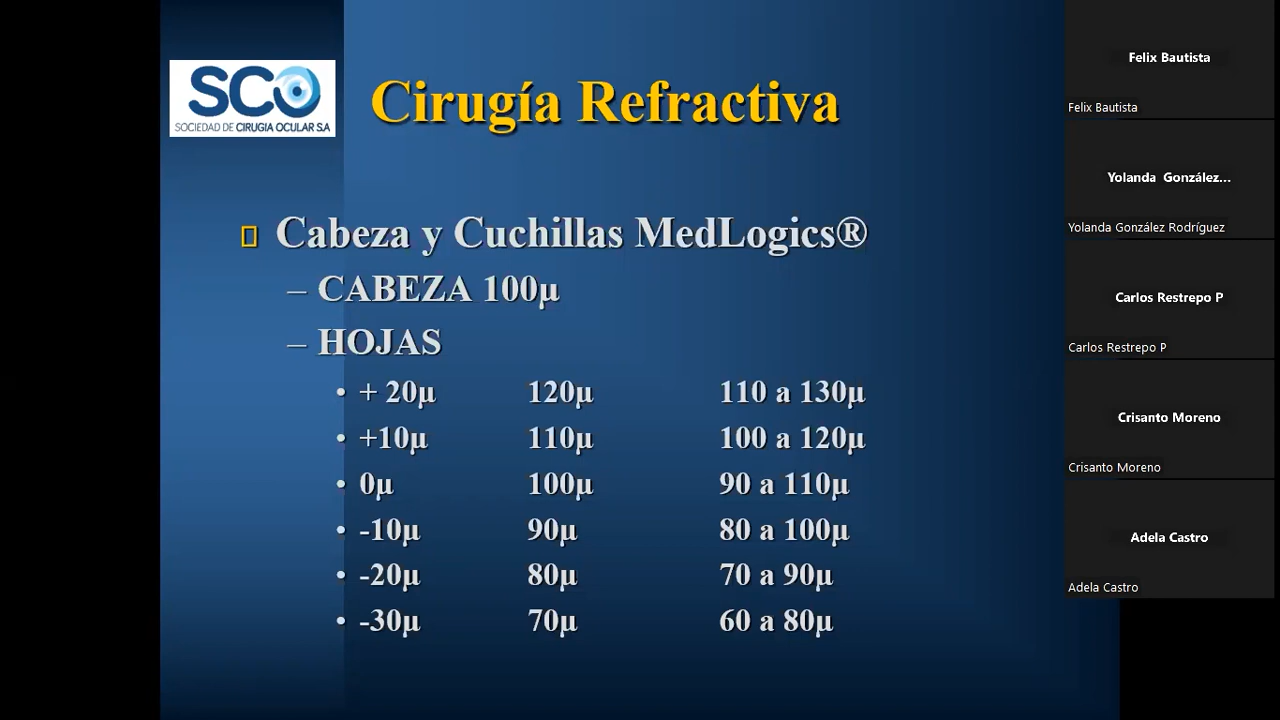 SCO
SOCIEDAD DE CIRUGIA OCULAR S.A
Cirugía Refractiva
Cabeza y Cuchillas MedLogics®
– CABEZA 100µ
– HOJAS
• + 20µ 120µ 110 a 130µ
• +10µ 110µ 100 a 120µ
• 0µ 100µ 90 a 110µ
• -10µ 90µ 80 a 100µ
• -20µ 80µ 70 a 90µ
• -30µ 70µ 60 a 80µ
Felix Bautista
Felix Bautista
Yolanda González...
Yolanda González Rodríguez
Carlos Restrepo P
Carlos Restrepo P
Crisanto Moreno
Crisanto Moreno
Adela Castro
Adela Castro